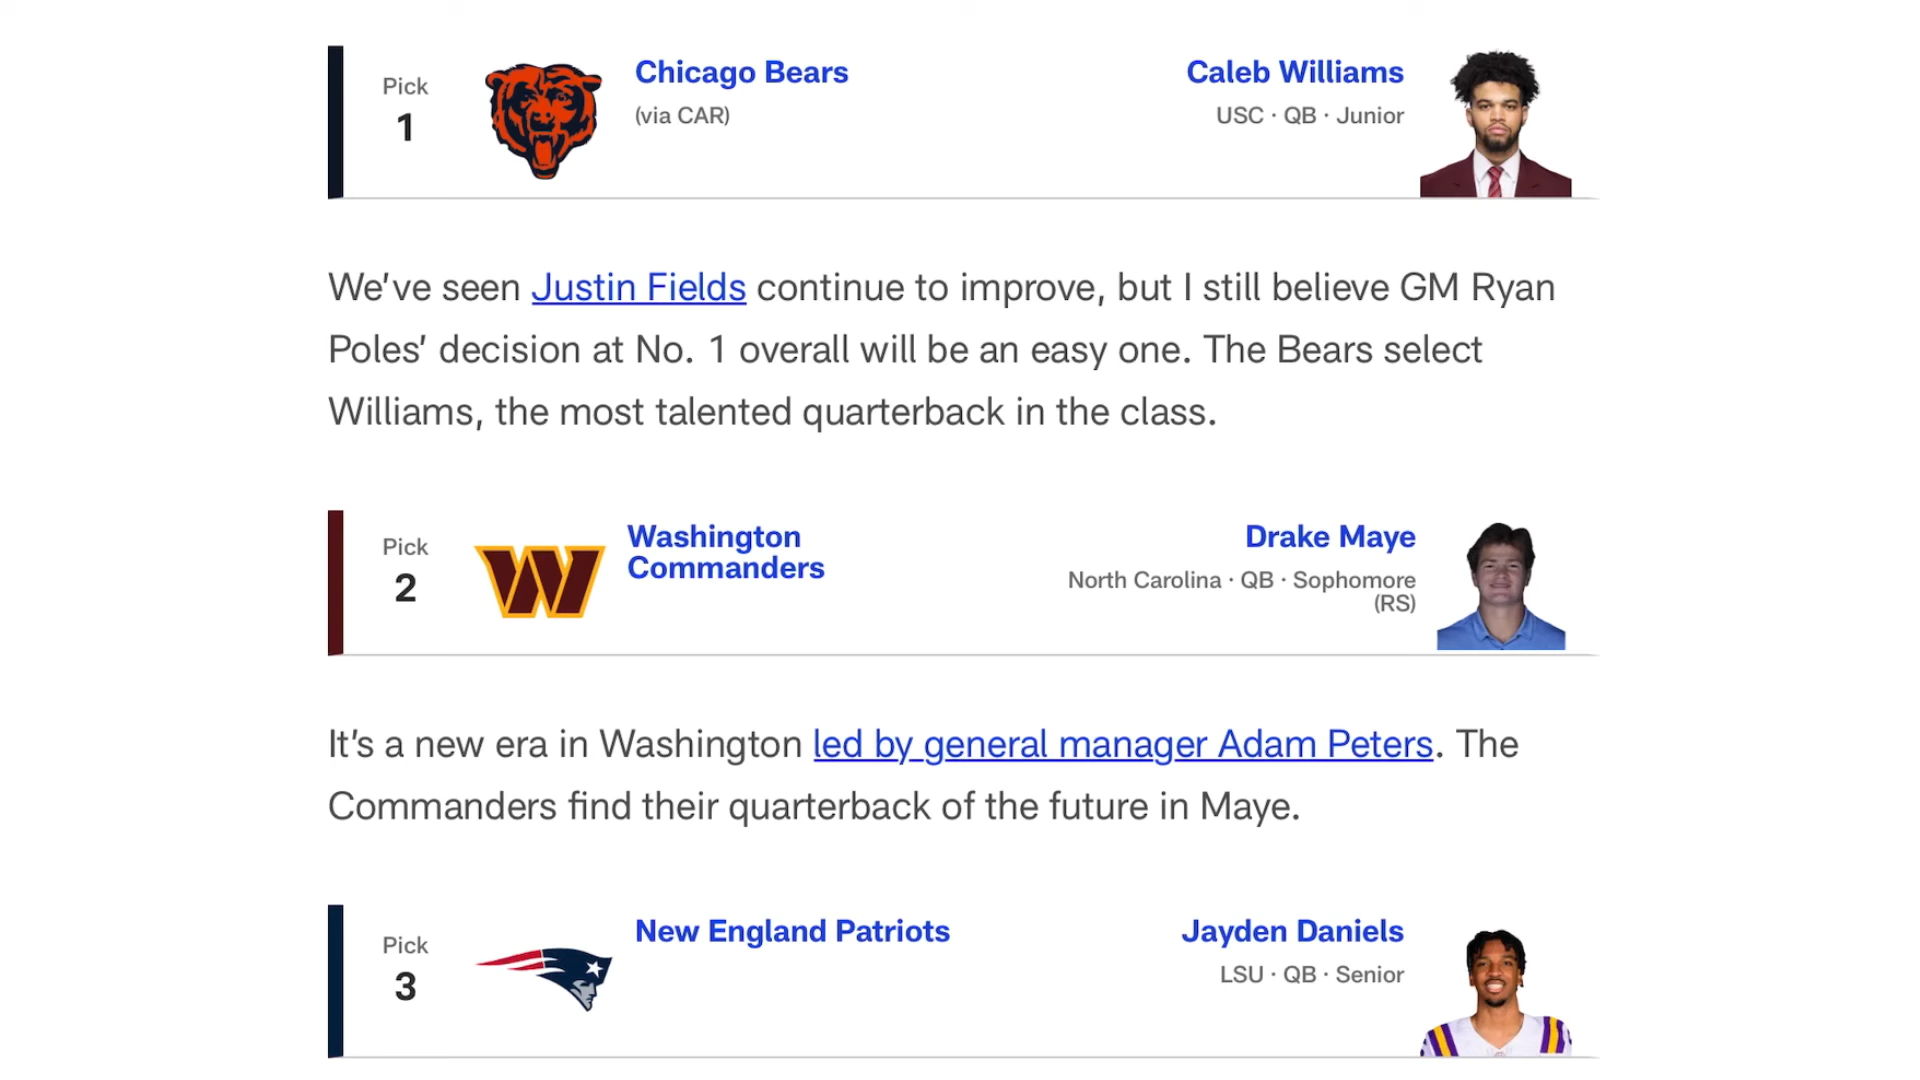 Pick
1
Chicago Bears
(via CAR)
Caleb Williams
USC · QB · Junior
We’ve seen Justin Fields continue to improve, but I still believe GM Ryan
Poles’ decision at No. 1 overall will be an easy one. The Bears select
Williams, the most talented quarterback in the class.
Pick
2
W
Washington
Commanders
Drake Maye
North Carolina · QB · Sophomore
(RS)
It’s a new era in Washington led by general manager Adam Peters. The
Commanders find their quarterback of the future in Maye.
Pick
3
New England Patriots
Jayden Daniels
LSU · QB · Senior